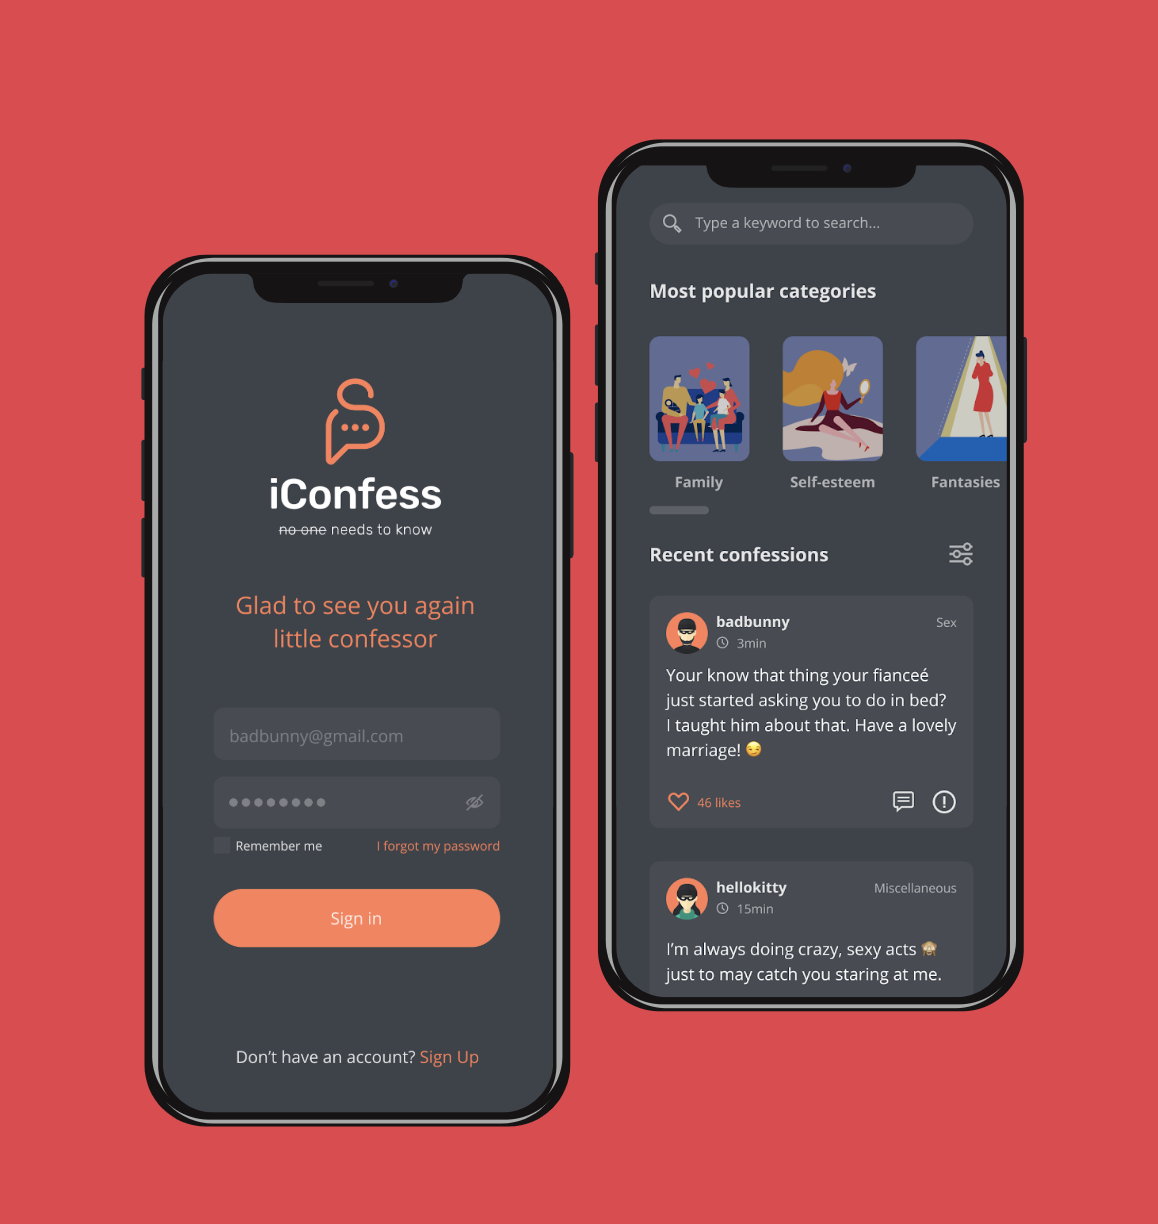 iConfess
no one needs to know
Glad to see you again
little confessor
badbunny@gmail.com
Remember me
I forgot my password
Sign in
Don't have an account? Sign Up
Type a keyword to search...
Most popular categories
Family
Self-esteem
Fantasies
Recent confessions
badbunny
Sex
3min
Your know that thing your fianceé
just started asking you to do in bed?
I taught him about that. Have a lovely
marriage! 😏
46 likes
hellokitty
Miscellaneous
15min
I'm always doing crazy, sexy acts 🙈
just to may catch you staring at me.